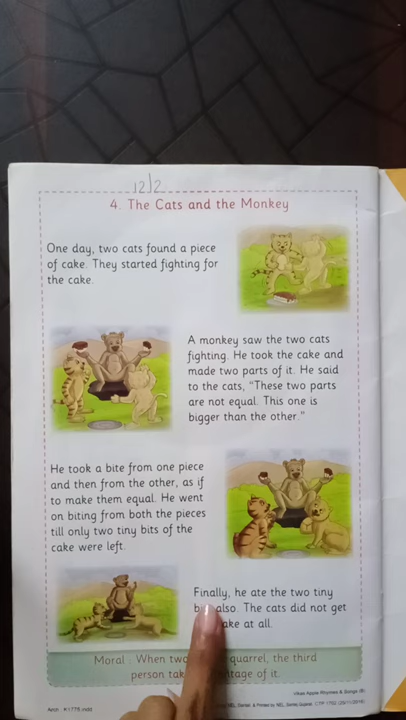 12/2
4. The Cats and the Monkey
One day, two cats found a piece
of cake. They started fighting for
the cake.
A monkey saw the two cats
fighting. He took the cake and
made two parts of it. He said
to the cats, “These two parts
are not equal. This one is
bigger than the other.”
He took a bite from one piece
and then from the other, as if
to make them equal. He went
on biting from both the pieces
till only two tiny bits of the
cake were left.
Finally, he ate the two tiny
also. The cats did not get
at all.
Moral : When two quarrel, the third
person of it.
Vikas Apple Rhymes & Songs (B)